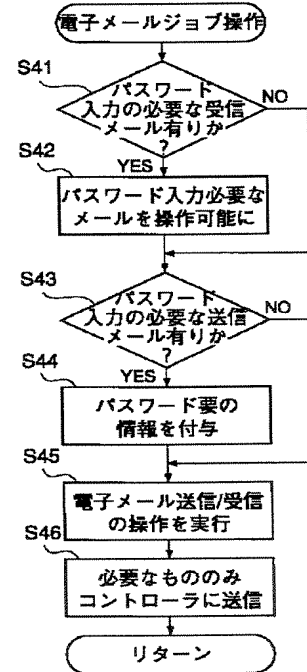 電子メールジョブ操作
S41
パスワード
入力の必要な受信
メール有りか
?
NO
YES
S42
パスワード入力必要な
メールを操作可能に
S43
パスワード
入力の必要な送信
メール有りか
?
NO
YES
S44
パスワード要の
情報を付与
S45
電子メール送信/受信
の操作を実行
S46
必要なもののみ
コントローラに送信
リターン